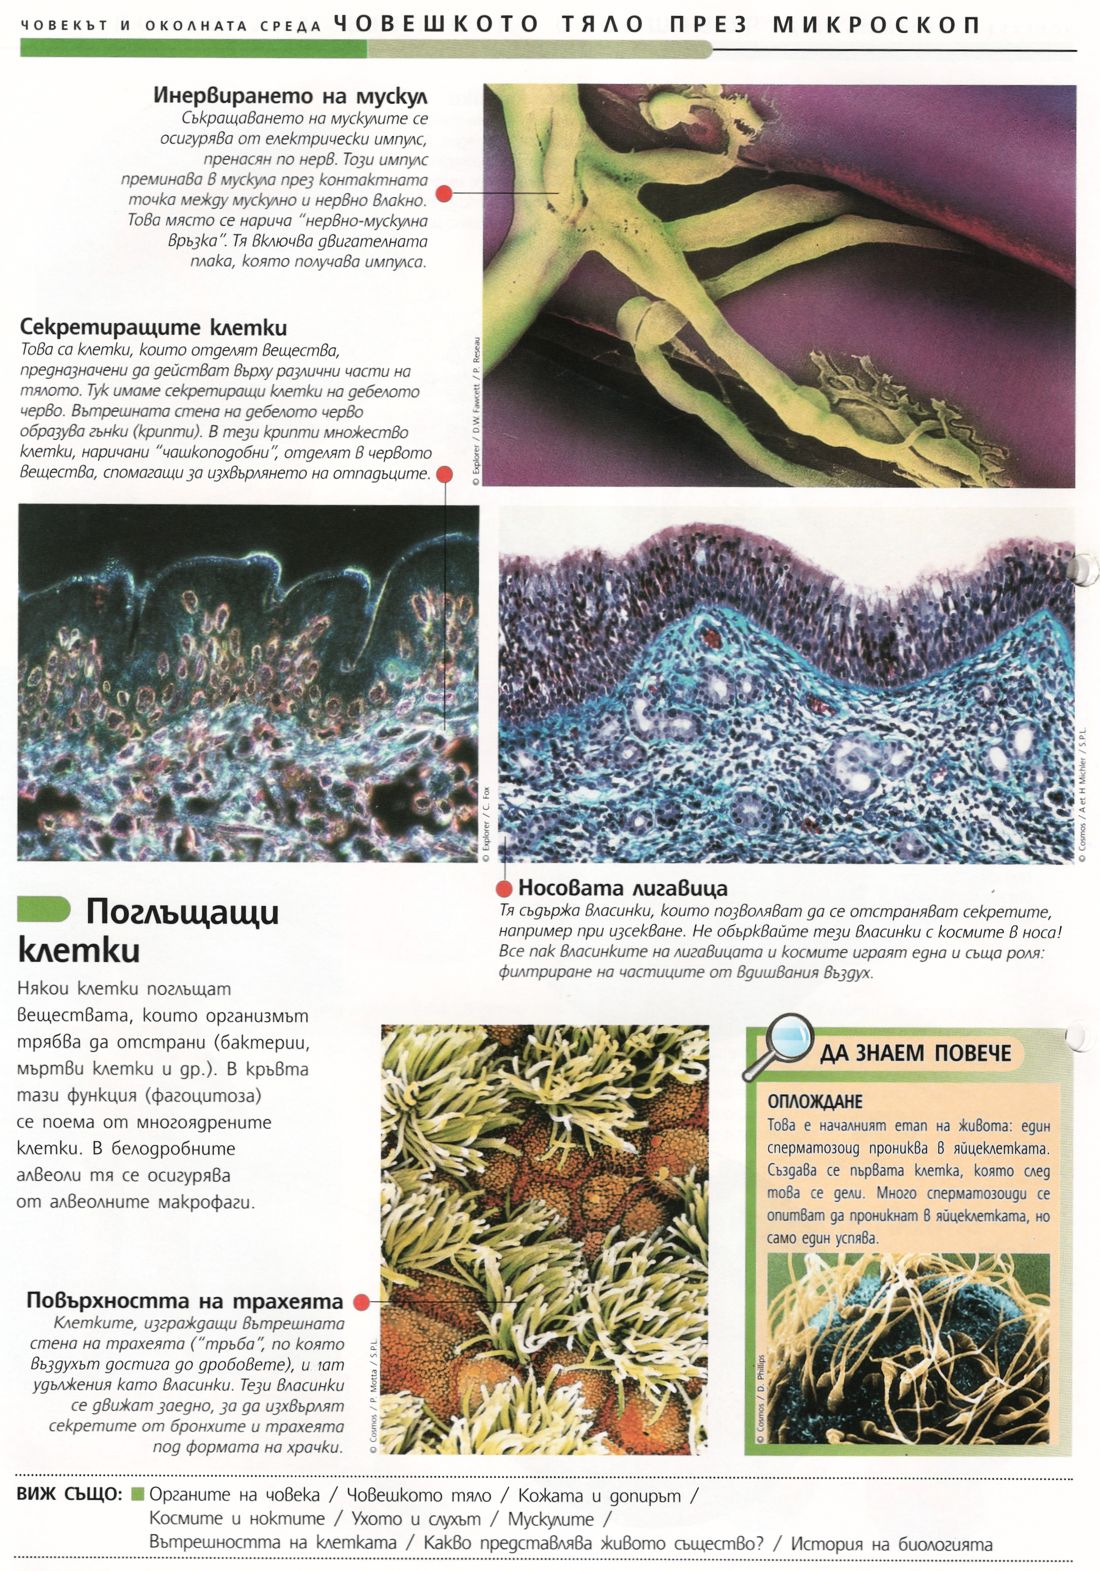 ЧОВЕКЪТ И ОКОЛНАТА СРЕДА ЧОВЕШКОТО ТЯЛО ПРЕЗ МИКРОСКОП
Инервирането на мускул
Съкращаването на мускулите се
осигурява от електрически импулс,
пренасян по нерв. Този импулс
преминава в мускула през контактната
точка между мускулно и нервно влакно.
Това място се нарича “нервно-мускулна
връзка”. Тя включва двигателната
плака, която получава импулса.
© Explorer / D.W. Fawcett / P. Reseau
Секретиращите клетки
Това са клетки, които отделят вещества,
предназначени да действат върху различни части на
тялото. Тук имаме секретиращи клетки на дебелото
черво. Вътрешната стена на дебелото черво
образува гънки (крипти). В тези крипти множество
клетки, наричани “чашкоподобни”, отделят в червото
вещества, спомагащи за изхвърлянето на отпадъците.
© Explorer / C. Fox
© Cosmos / A et. H Michler / S.P.L.
Носовата лигавица
Тя съдържа власинки, които позволяват да се отстраняват секретите,
например при изсекване. Не обърквайте тези власинки с космите в носа!
Все пак власинките на лигавицата и космите играят една и съща роля:
филтриране на частиците от вдишвания въздух.
Поглъщащи
клетки
Някои клетки поглъщат
веществата, които организмът
трябва да отстрани (бактерии,
мъртви клетки и др.). В кръвта
тази функция (фагоцитоза)
се поема от многоядрените
клетки. В белодробните
алвеоли тя се осигурява
от алвеолните макрофаги.
Повърхността на трахеята
Клетките, изграждащи вътрешната
стена на трахеята (“тръба”, по която
въздухът достига до дробовете), и
удължения като власинки. Тези власинки
се движат заедно, за да изхвърлят
секретите от бронхите и трахеята
под формата на храчки.
© Cosmos / P. Motta / S.P.L.
ДА ЗНАЕМ ПОВЕЧЕ
ОПЛОЖДАНЕ
Това е началният етап на живота: един
сперматозоид прониква в яйцеклетката.
Създава се първата клетка, която след
това се дели. Много сперматозоиди се
опитват да проникнат в яйцеклетката, но
само един успява.
© Cosmos / D. Phillips
ВИЖ СЪЩО: Органите на човека / Човешкото тяло / Кожата и допирът /
Космите и ноктите / Ухото и слухът / Мускулите /
Вътрешността на клетката / Какво представлява живото същество? / История на биологията